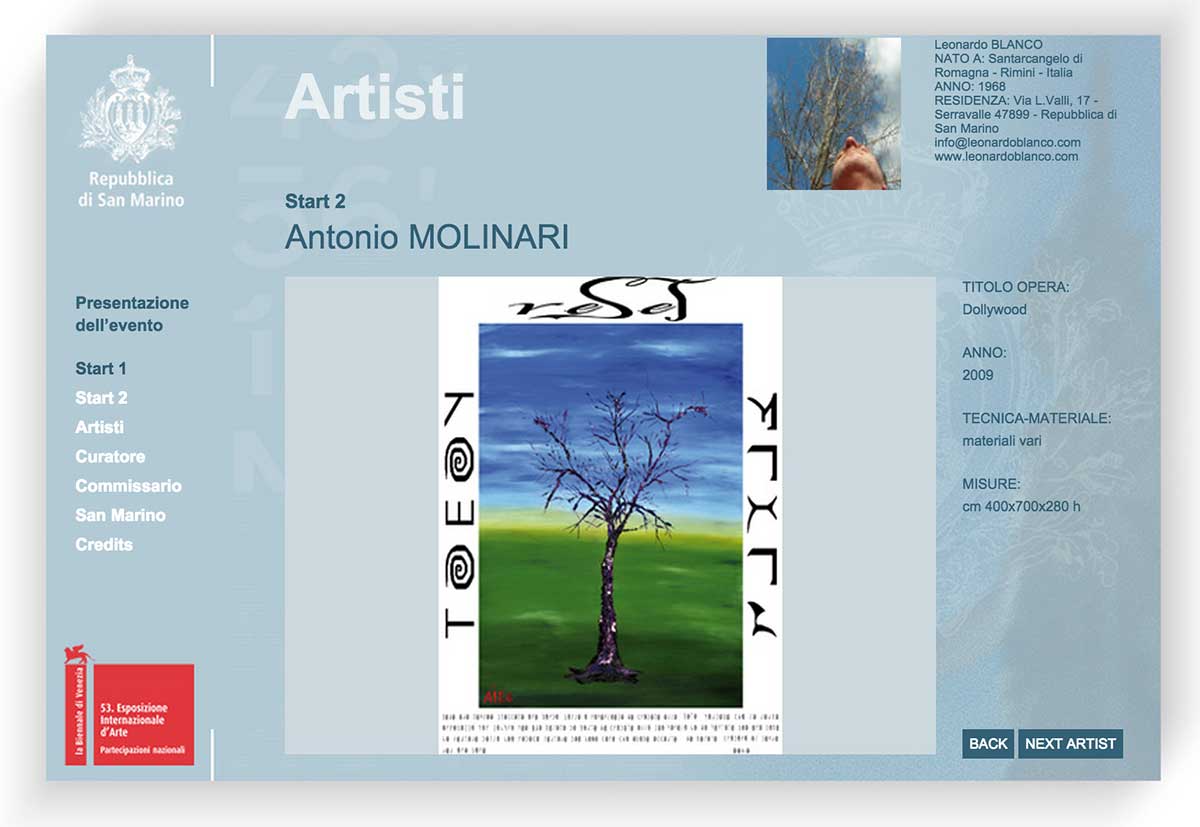 Repubblica
di San Marino
Artisti
Leonardo BLANCO
NATO A: Santarcangelo di
Romagna - Rimini - Italia
ANNO: 1968
RESIDENZA: Via L.Valli, 17 -
Serravalle 47899 - Repubblica di
San Marino
info@leonardoblanco.com
www.leonardoblanco.com
Start 2
Antonio MOLINARI
Presentazione
dell'evento
Start 1
Start 2
Artisti
Curatore
Commissario
San Marino
Credits
reset
TITOLO OPERA:
Dollywood
ANNO:
2009
TECNICA-MATERIALE:
materiali vari
MISURE:
cm 400x700x280 h
la Biennale di Venezia
53. Esposizione
Internazionale
d'Arte
Partecipazioni nazionali
BACK
NEXT ARTIST